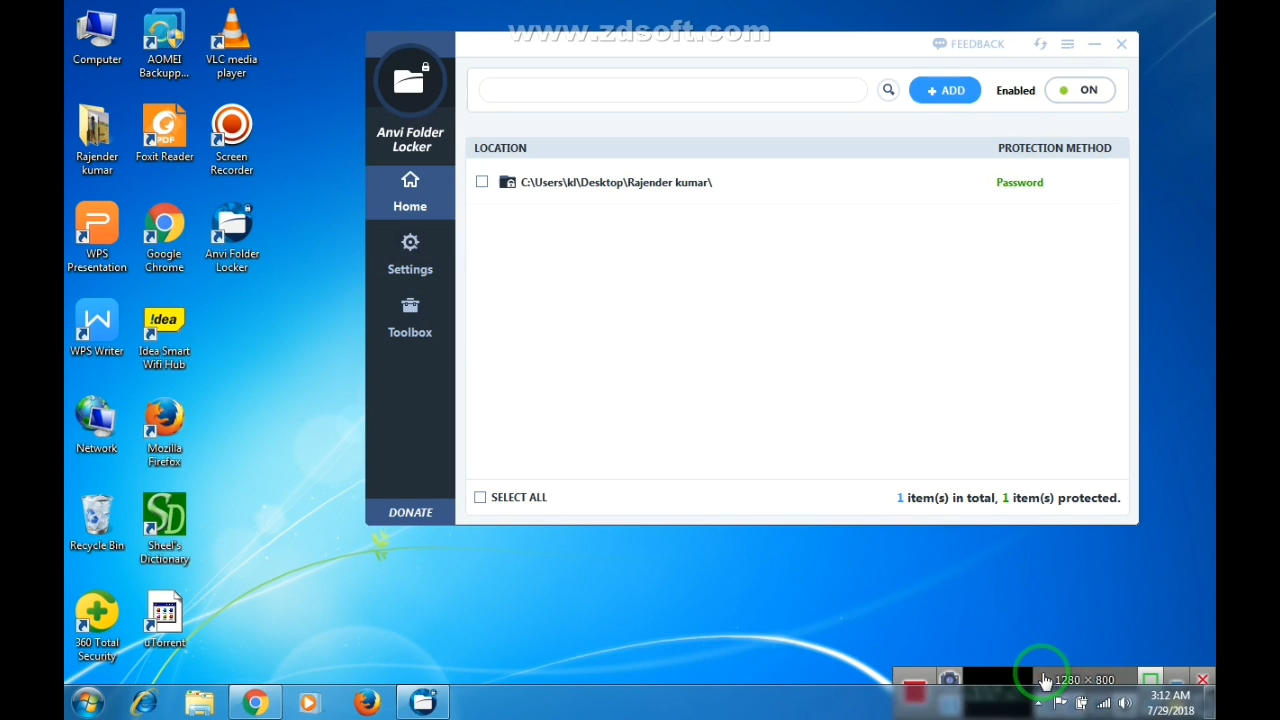 www.zdsoft.com
Computer
AOMEI
Backupp...
VLC media
player
Rajender
kumar
Foxit Reader
PDF
Screen
Recorder
WPS
Presentation
Google
Chrome
Anvi Folder
Locker
WPS Writer
!dea
Idea Smart
Wifi Hub
Network
Mozilla
Firefox
Recycle Bin
SD
Sheel's
Dictionary
360 Total
Security
uTorrent
Anvi Folder
Locker
Home
Settings
Toolbox
DONATE
FEEDBACK
+ ADD
Enabled
ON
LOCATION
PROTECTION METHOD
C:\Users\kl\Desktop\Rajender kumar\
Password
SELECT ALL
1 item(s) in total, 1 item(s) protected.
1280 × 800
3:12 AM
7/29/2018